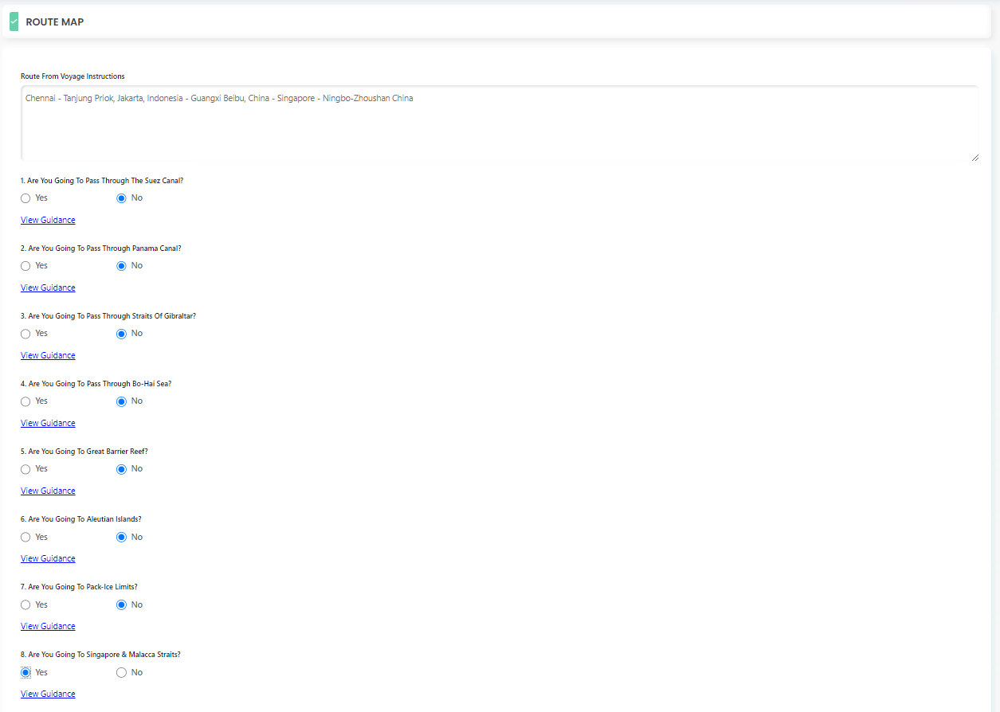 ROUTE MAP
Route From Voyage Instructions
Chennai - Tanjung Priok, Jakarta, Indonesia - Guangxi Beibu, China - Singapore - Ningbo-Zhoushan China
1. Are You Going To Pass Through The Suez Canal?
Yes No
View Guidance
2. Are You Going To Pass Through Panama Canal?
Yes No
View Guidance
3. Are You Going To Pass Through Straits Of Gibraltar?
Yes No
View Guidance
4. Are You Going To Pass Through Bo-Hai Sea?
Yes No
View Guidance
5. Are You Going To Great Barrier Reef?
Yes No
View Guidance
6. Are You Going To Aleutian Islands?
Yes No
View Guidance
7. Are You Going To Pack-Ice Limits?
Yes No
View Guidance
8. Are You Going To Singapore & Malacca Straits?
Yes No
View Guidance